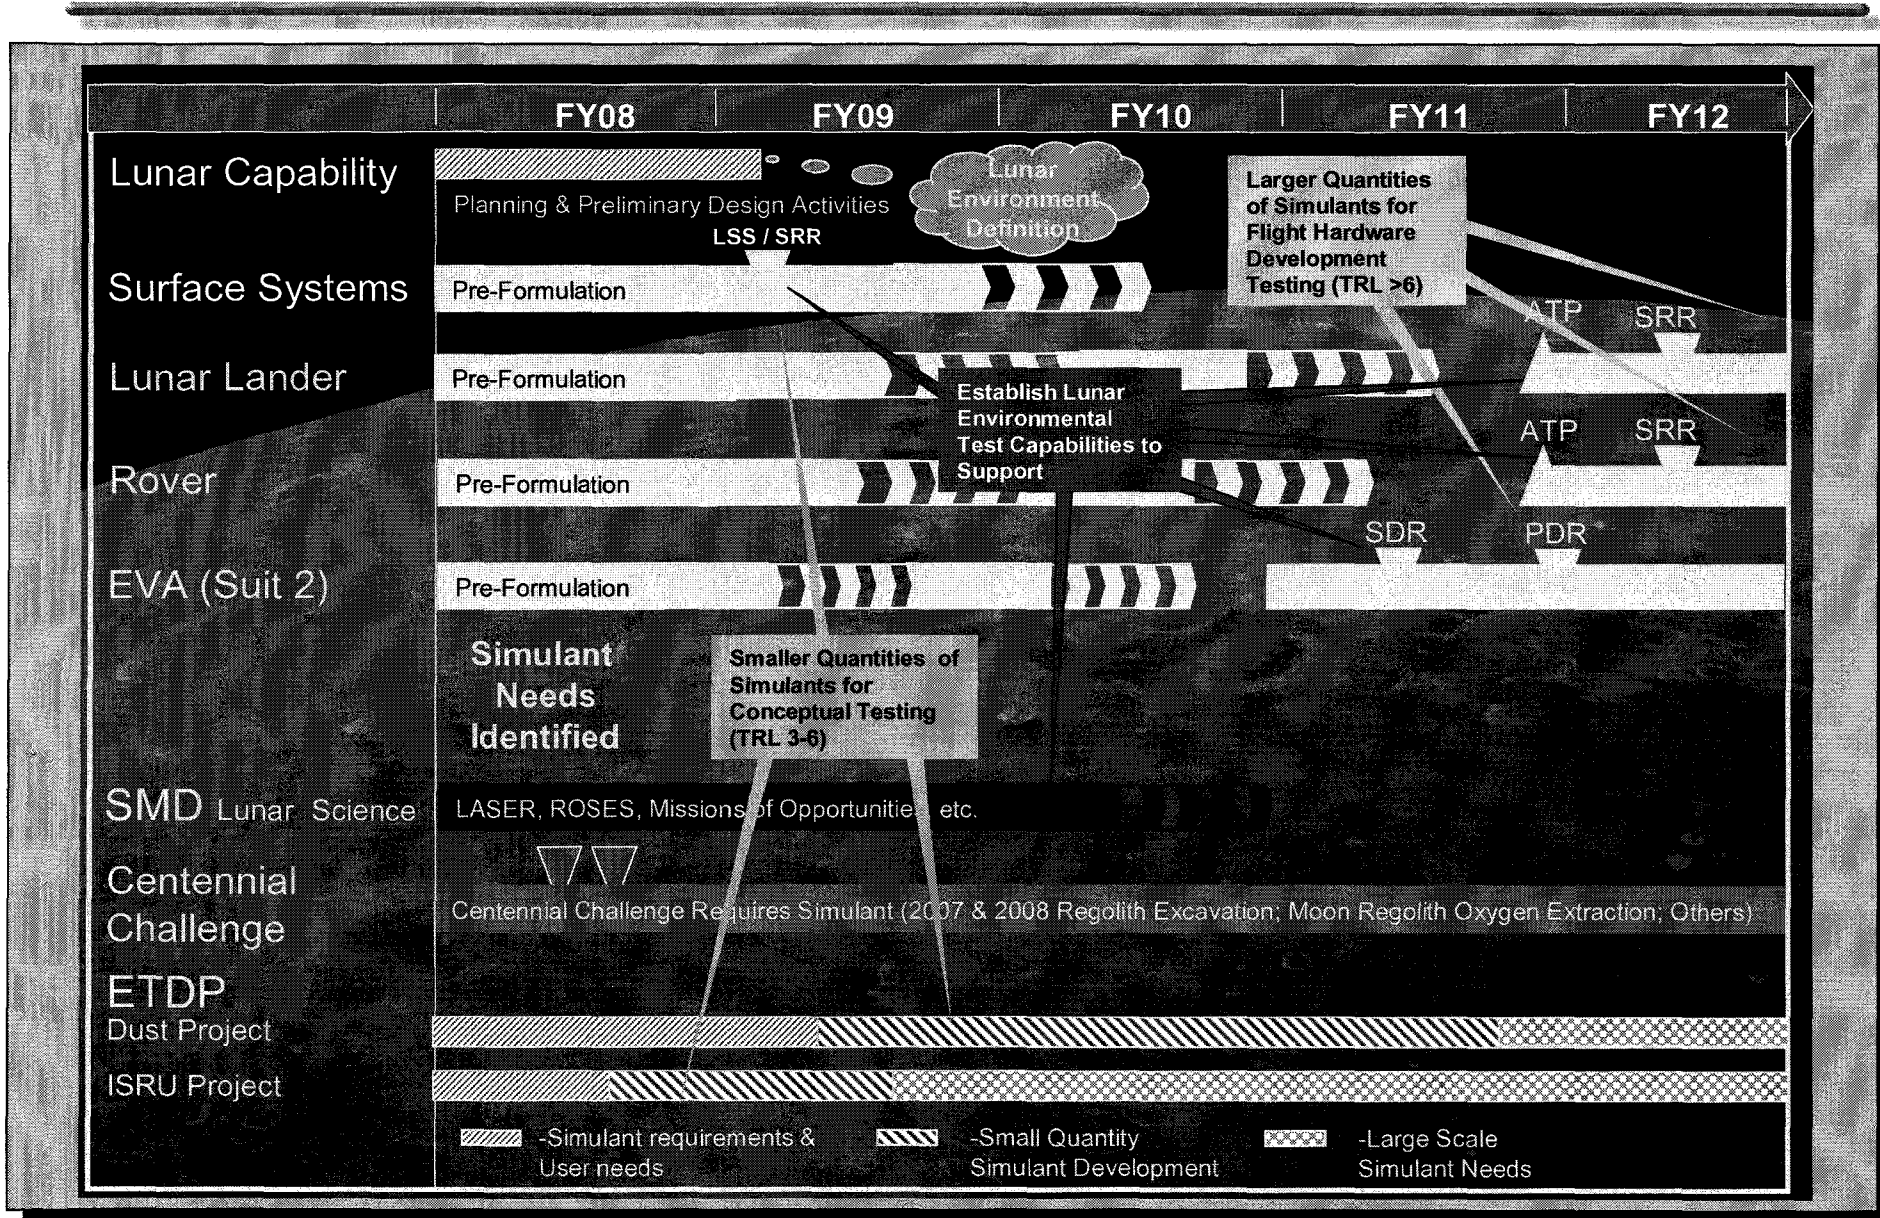 FY08 FY09 FY10 FY11 FY12
Lunar Capability
Planning & Preliminary Design Activities
Lunar
Environment
Definition
Larger Quantities
of Simulants for
Flight Hardware
Development
Testing (TRL >6)
LSS / SRR
Surface Systems
Pre-Formulation
ATP SRR
Lunar Lander
Pre-Formulation
Establish Lunar
Environmental
Test Capabilities to
Support
ATP SRR
Rover
Pre-Formulation
SDR PDR
EVA (Suit 2)
Pre-Formulation
Simulant
Needs
Identified
Smaller Quantities of
Simulants for
Conceptual Testing
(TRL 3-6)
SMD Lunar Science
LASER, ROSES, Missions of Opportunities, etc.
Centennial
Challenge
Centennial Challenge Requires Simulant (2007 & 2008 Regolith Excavation; Moon Regolith Oxygen Extraction; Others)
ETDP
Dust Project
ISRU Project
-Simulant requirements &
User needs
-Small Quantity
Simulant Development
-Large Scale
Simulant Needs